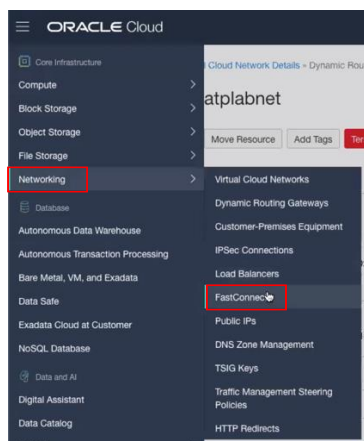 ORACLE Cloud
Core Infrastructure
Compute
Block Storage
Object Storage
File Storage
Networking
Database
Autonomous Data Warehouse
Autonomous Transaction Processing
Bare Metal, VM, and Exadata
Data Safe
Exadata Cloud at Customer
NoSQL Database
Data and AI
Digital Assistant
Data Catalog
Cloud Network Details » Dynamic Rou
atplabnet
Move Resource
Add Tags
Ter
Virtual Cloud Networks
Dynamic Routing Gateways
Customer-Premises Equipment
IPSec Connections
Load Balancers
FastConnect
Public IPs
DNS Zone Management
TSIG Keys
Traffic Management Steering
Policies
HTTP Redirects